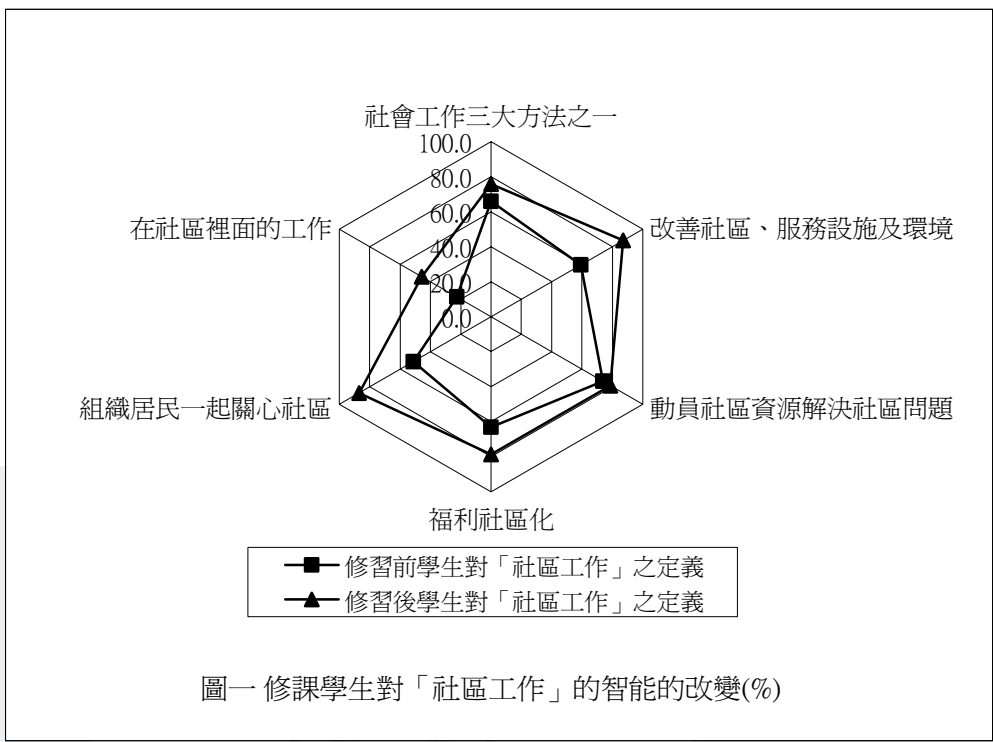 社會工作三大方法之一
100.0
80.0
60.0
40.0
20.0
0.0
改善社區、服務設施及環境
在社區裡面的工作
動員社區資源解決社區問題
組織居民一起關心社區
福利社區化
修習前學生對「社區工作」之定義
修習後學生對「社區工作」之定義
圖一 修課學生對「社區工作」的智能的改變(%)